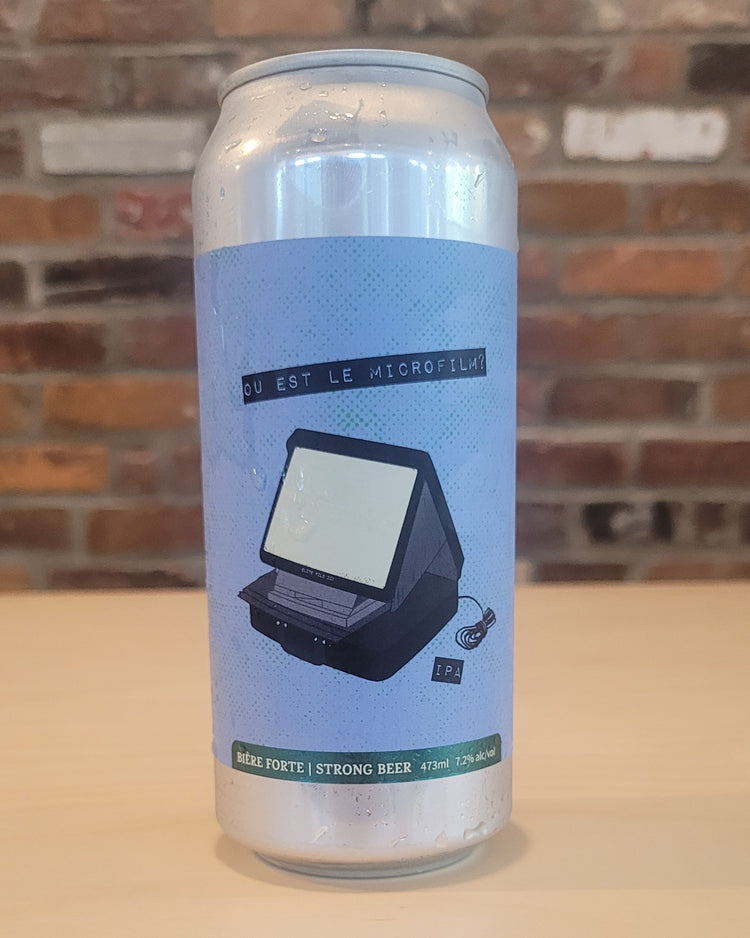 OU EST LE MICROFILM?
IPA
BIÈRE FORTE | STRONG BEER 473ml 7.2% alc/vol